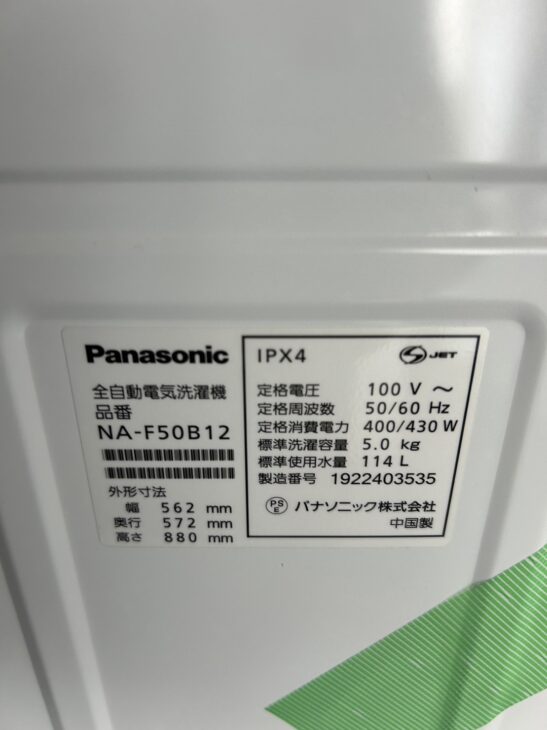 Panasonic
全自動電気洗濯機
品番
NA-F50B12
外形寸法
幅 562 mm
奥行 572 mm
高さ 880 mm
IPX4
S JET
定格電圧 100 V ～
定格周波数 50/60 Hz
定格消費電力 400/430 W
標準洗濯容量 5.0 kg
標準使用水量 114 L
製造番号 1922403535
PS E パナソニック株式会社
中国製